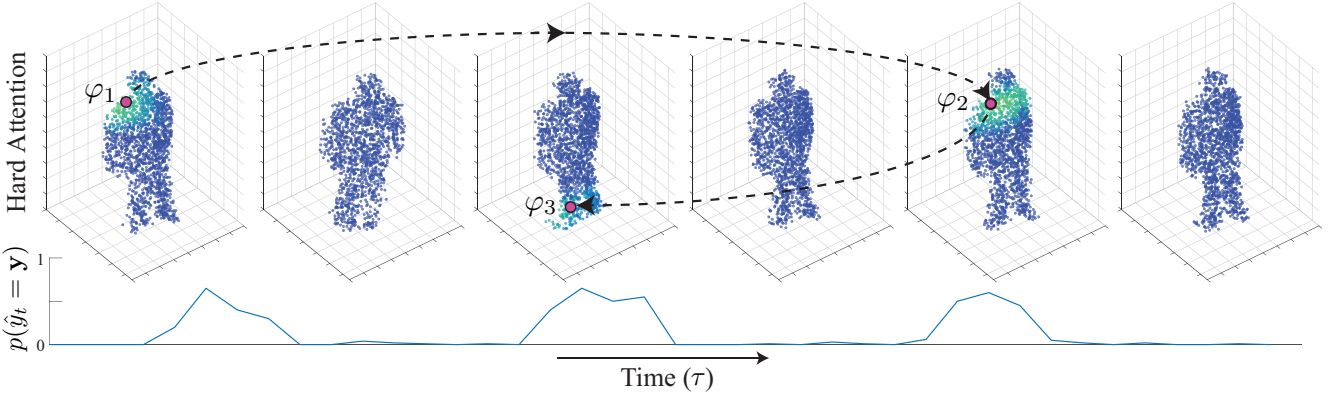 Hard Attention
φ₁
φ₂
φ₃
p(ŷₜ = 𝐲)
1
0
Time (τ)